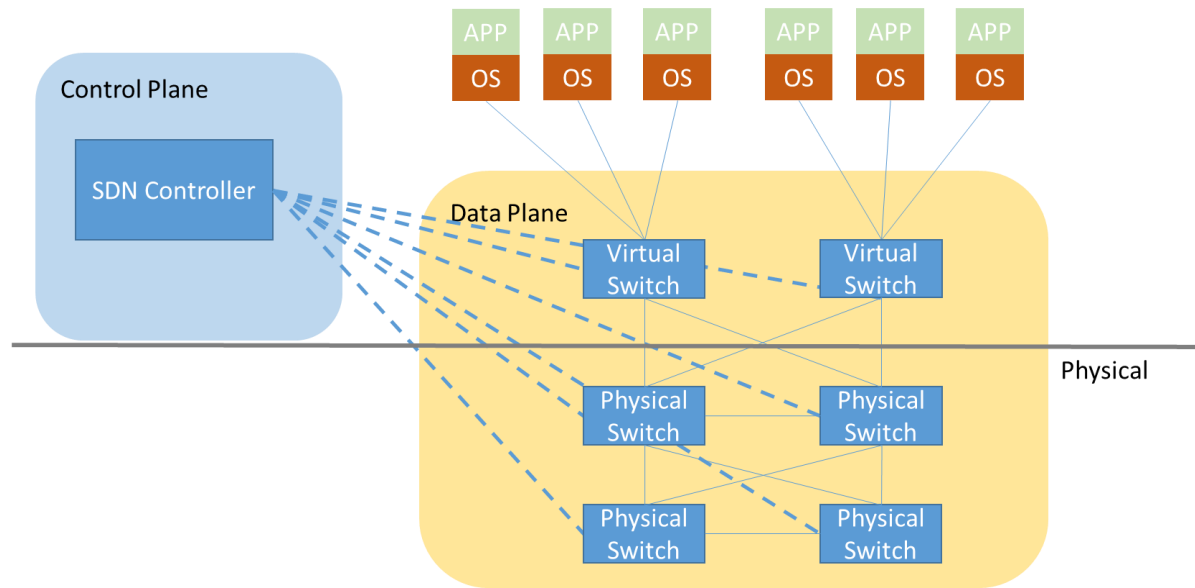 APP APP APP APP APP APP
OS OS OS OS OS OS
Control Plane
SDN Controller
Data Plane
Virtual
Switch
Virtual
Switch
Physical
Physical
Switch
Physical
Switch
Physical
Switch
Physical
Switch